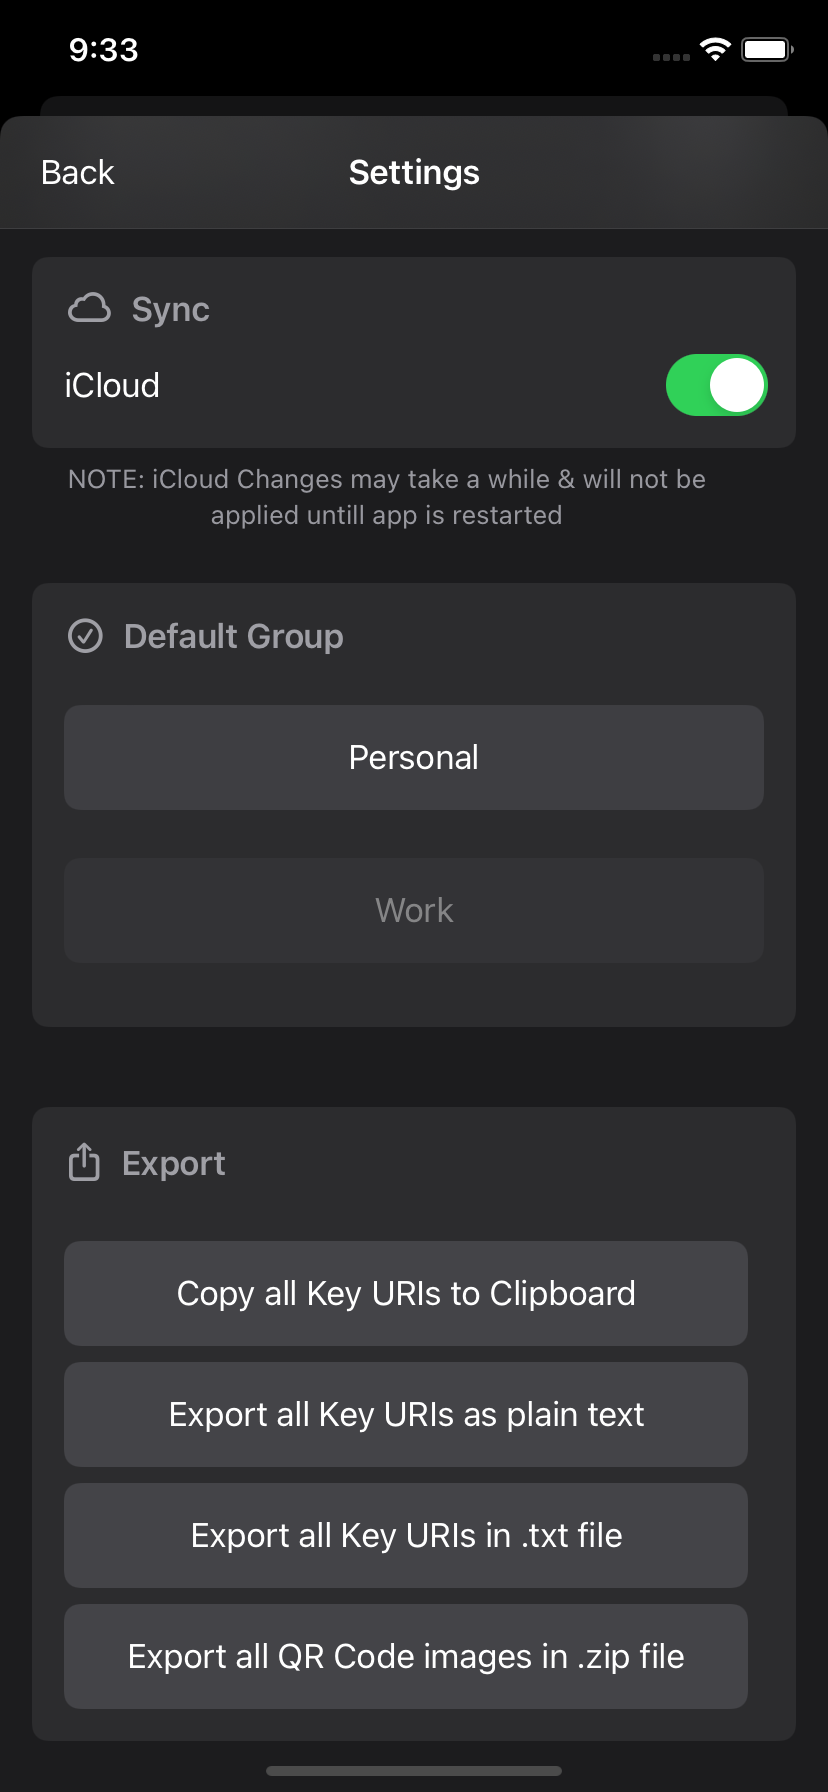 9:33
Back
Settings
Sync
iCloud
NOTE: iCloud Changes may take a while & will not be
applied untill app is restarted
Default Group
Personal
Work
Export
Copy all Key URIs to Clipboard
Export all Key URIs as plain text
Export all Key URIs in .txt file
Export all QR Code images in .zip file